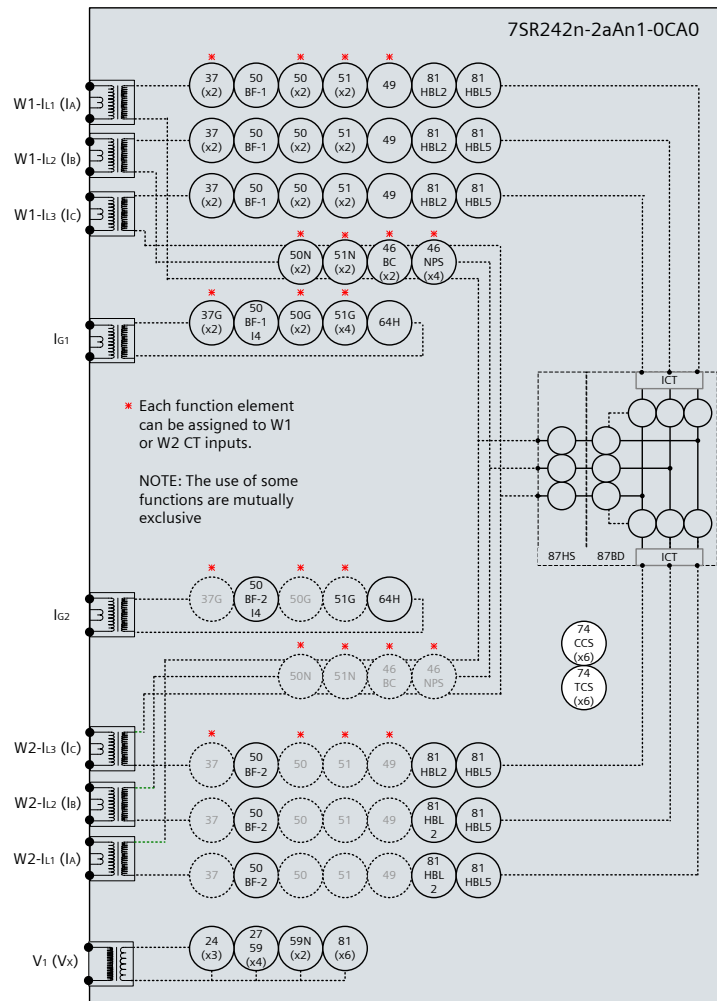 7SR242n-2aAn1-0CA0
* * * *
W1-IL1 (IA)
37 (x2) 50 BF-1 50 (x2) 51 (x2) 49 81 HBL2 81 HBL5
W1-IL2 (IB)
37 (x2) 50 BF-1 50 (x2) 51 (x2) 49 81 HBL2 81 HBL5
W1-IL3 (IC)
37 (x2) 50 BF-1 50 (x2) 51 (x2) 49 81 HBL2 81 HBL5
* * * *
50N (x2) 51N (x2) 46 BC (x2) 46 NPS (x4)
* * *
IG1
37G (x2) 50 BF-1 I4 50G (x2) 51G (x4) 64H
ICT
* Each function element
can be assigned to W1
or W2 CT inputs.
NOTE: The use of some
functions are mutually
exclusive
87HS 87BD ICT
* * *
IG2
37G 50 BF-2 I4 50G 51G 64H
74 CCS (x6)
74 TCS (x6)
* * * *
50N 51N 46 BC 46 NPS
* * * *
W2-IL3 (IC)
37 50 BF-2 50 51 49 81 HBL2 81 HBL5
W2-IL2 (IB)
37 50 BF-2 50 51 49 81 HBL 2 81 HBL5
W2-IL1 (IA)
37 50 BF-2 50 51 49 81 HBL 2 81 HBL5
V1 (VX)
24 (x3) 27 59 (x4) 59N (x2) 81 (x6)